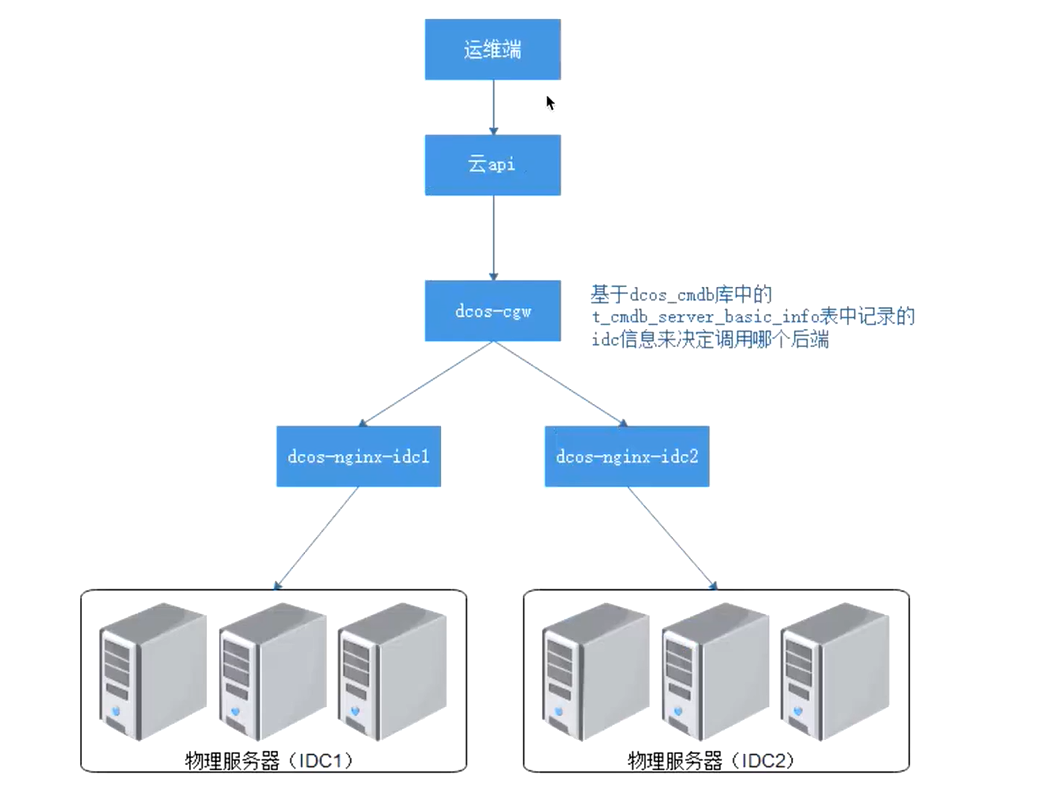 运维端
云api
dcos-cgw
基于dcos_cmdb库中的
t_cmdb_server_basic_info表中记录的
idc信息来决定调用哪个后端
dcos-nginx-idc1
dcos-nginx-idc2
物理服务器（IDC1）
物理服务器（IDC2）